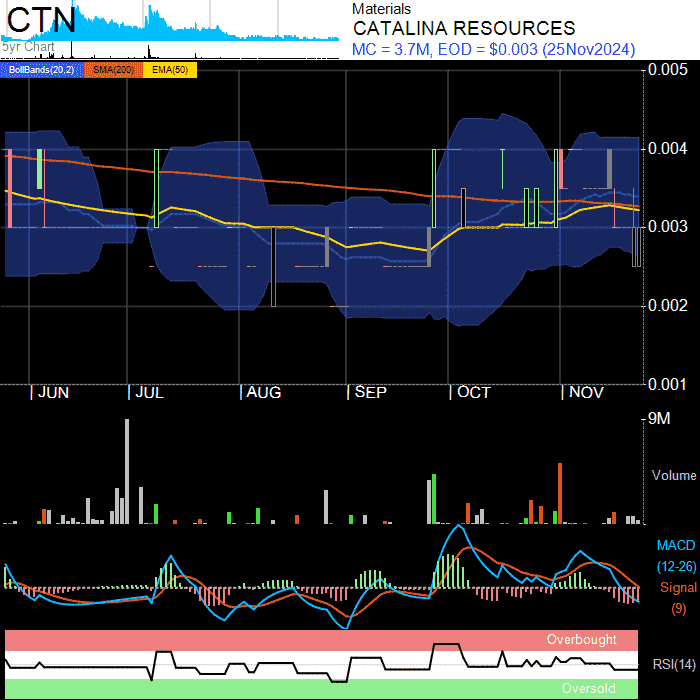 CTN
5yr Chart
Materials
CATALINA RESOURCES
MC = 3.7M, EOD = $0.003 (25Nov2024)
BollBands(20,2) SMA(200) EMA(50)
0.005
0.004
0.003
0.002
0.001
JUN JUL AUG SEP OCT NOV
9M
Volume
MACD
(12-26)
Signal
(9)
Overbought
RSI(14)
Oversold